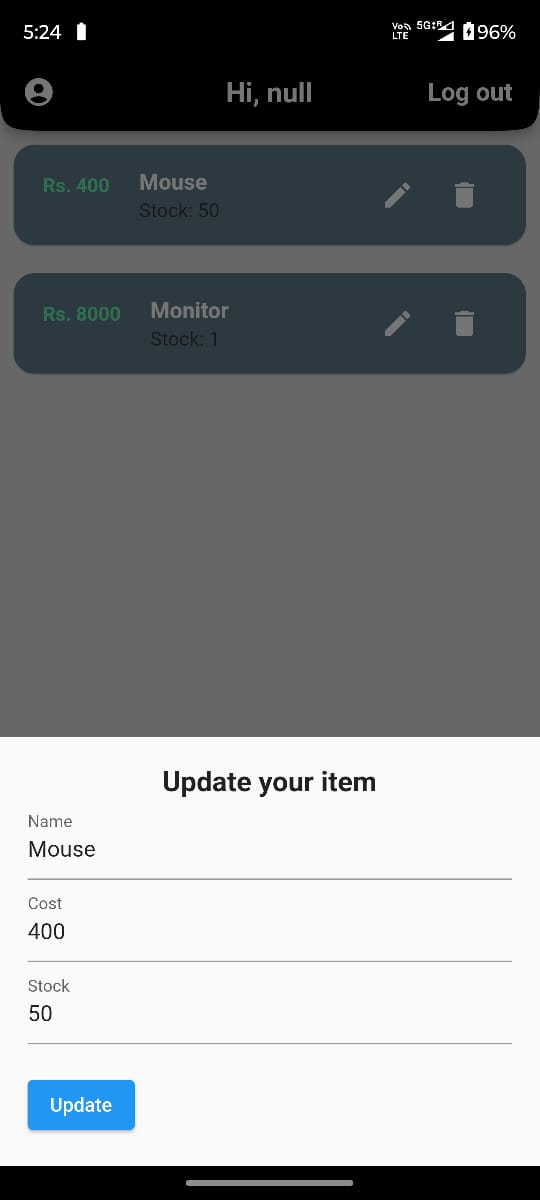 5:24
Vo LTE 5G R 96%
Hi, null
Log out
Rs. 400
Mouse
Stock: 50
Rs. 8000
Monitor
Stock: 1
Update your item
Name
Mouse
Cost
400
Stock
50
Update